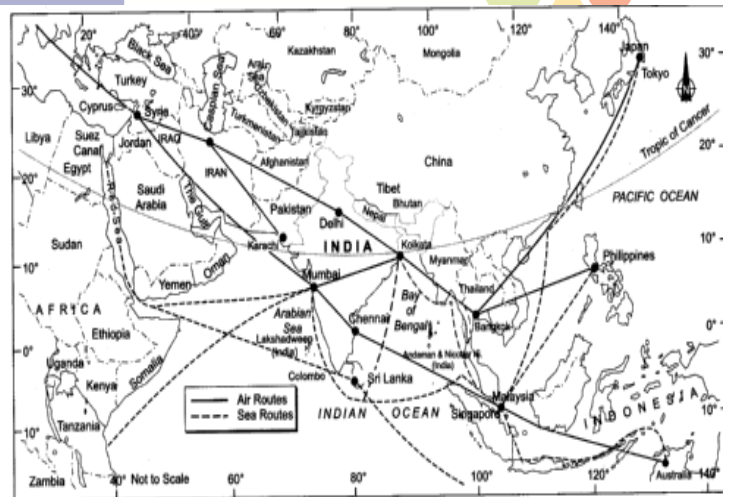 20° 40° 60° 80° 100° 120° 140°
Black Sea
Kazakhstan
Mongolia
Japan
30°
30°
Aral Sea
Turkey
Caspian Sea
Uzbekistan
Kyrgyzstan
Tokyo
Cyprus
Syria
Turkmenistan
Tajikistan
Tropic of Cancer
Libya
Suez Canal
Jordan
IRAQ
IRAN
Afghanistan
China
20°
Egypt
20°
Saudi Arabia
The Gulf
Pakistan
Tibet
Nepal
Bhutan
PACIFIC OCEAN
Red Sea
Delhi
Sudan
Karachi
INDIA
Kolkata
10°
Oman
Myanmar
Philippines
10°
Yemen
Mumbai
Thailand
AFRICA
Arabian Sea
Chennai
Bay of Bengal
Bangkok
0°
Ethiopia
Lakshadweep (India)
Andaman & Nicobar Is. (India)
0°
Uganda
Somalia
Colombo
Sri Lanka
Malaysia
Kenya
Air Routes
Sea Routes
INDIAN OCEAN
Singapore
INDONESIA
10°
Tanzania
10°
Zambia
Not to Scale
Australia
40° 60° 80° 100° 120° 140°